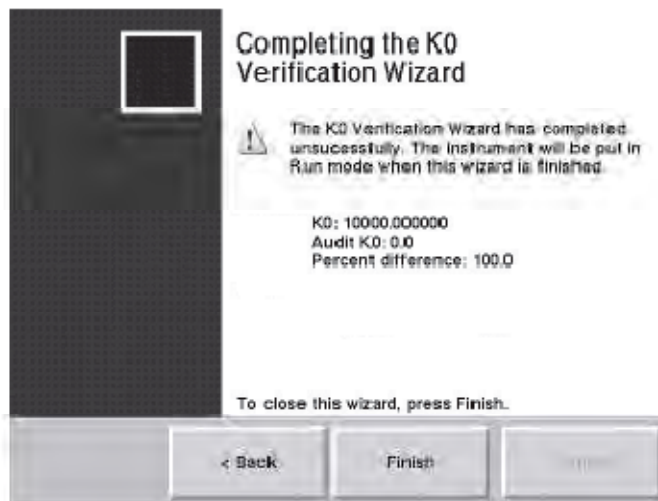 Completing the K0
Verification Wizard
The K0 Verification Wizard has completed
unsucessfully. The instrument will be put in
Run mode when this wizard is finished.
K0: 10000.000000
Audit K0: 0.0
Percent difference: 100.0
To close this wizard, press Finish.
< Back
Finish